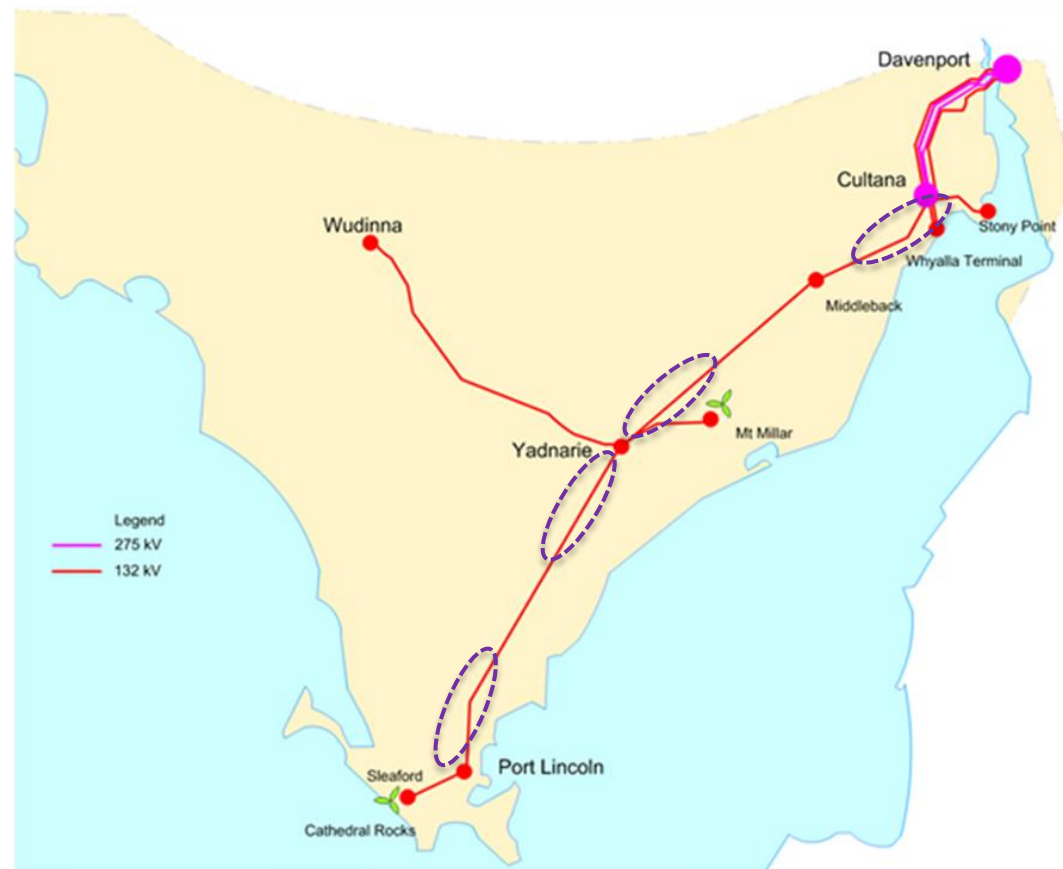 Davenport
Cultana
Wudinna
Stony Point
Whyalla Terminal
Middleback
Mt Millar
Yadnarie
Legend
275 kV
132 kV
Port Lincoln
Sleaford
Cathedral Rocks